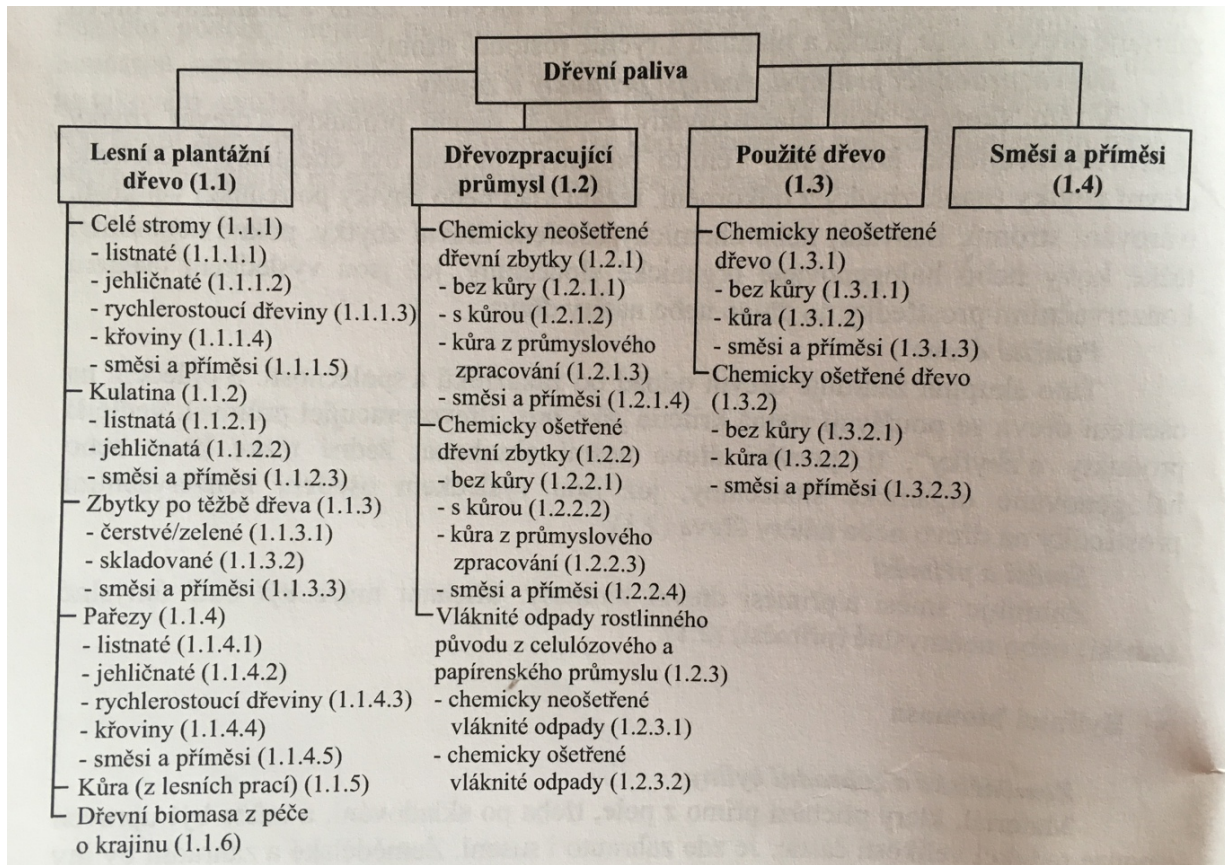 Dřevní paliva
Lesní a plantážní
dřevo (1.1)
Celé stromy (1.1.1)
- listnaté (1.1.1.1)
- jehličnaté (1.1.1.2)
- rychlerostoucí dřeviny (1.1.1.3)
- křoviny (1.1.1.4)
- směsi a příměsi (1.1.1.5)
Kulatina (1.1.2)
- listnatá (1.1.2.1)
- jehličnatá (1.1.2.2)
- směsi a příměsi (1.1.2.3)
Zbytky po těžbě dřeva (1.1.3)
- čerstvé/zelené (1.1.3.1)
- skladované (1.1.3.2)
- směsi a příměsi (1.1.3.3)
Pařezy (1.1.4)
- listnaté (1.1.4.1)
- jehličnaté (1.1.4.2)
- rychlerostoucí dřeviny (1.1.4.3)
- křoviny (1.1.4.4)
- směsi a příměsi (1.1.4.5)
Kůra (z lesních prací) (1.1.5)
Dřevní biomasa z péče
o krajinu (1.1.6)
Dřevozpracující
průmysl (1.2)
Chemicky neošetřené
dřevní zbytky (1.2.1)
- bez kůry (1.2.1.1)
- s kůrou (1.2.1.2)
- kůra z průmyslového
zpracování (1.2.1.3)
- směsi a příměsi (1.2.1.4)
Chemicky ošetřené
dřevní zbytky (1.2.2)
- bez kůry (1.2.2.1)
- s kůrou (1.2.2.2)
- kůra z průmyslového
zpracování (1.2.2.3)
- směsi a příměsi (1.2.2.4)
Vláknité odpady rostlinného
původu z celulózového a
papírenského průmyslu (1.2.3)
- chemicky neošetřené
vláknité odpady (1.2.3.1)
- chemicky ošetřené
vláknité odpady (1.2.3.2)
Použité dřevo
(1.3)
Chemicky neošetřené
dřevo (1.3.1)
- bez kůry (1.3.1.1)
- kůra (1.3.1.2)
- směsi a příměsi (1.3.1.3)
Chemicky ošetřené dřevo
(1.3.2)
- bez kůry (1.3.2.1)
- kůra (1.3.2.2)
- směsi a příměsi (1.3.2.3)
Směsi a příměsi
(1.4)